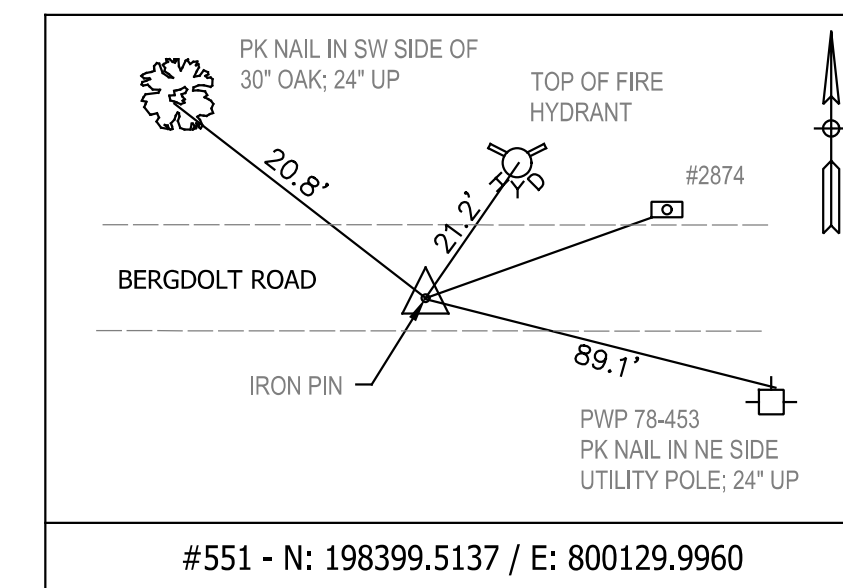 PK NAIL IN SW SIDE OF
30" OAK; 24" UP
TOP OF FIRE
HYDRANT
20.8'
HYD
#2874
21.2'
BERGDOLT ROAD
IRON PIN
89.1'
PWP 78-453
PK NAIL IN NE SIDE
UTILITY POLE; 24" UP
#551 - N: 198399.5137 / E: 800129.9960